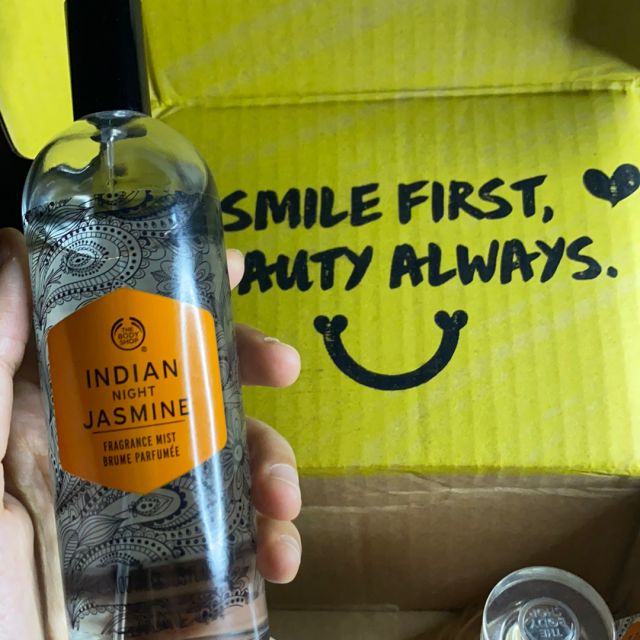 SMILE FIRST,
AUTY ALWAYS.
THE
BODY
SHOP
®
INDIAN
NIGHT
JASMINE
FRAGRANCE MIST
BRUME PARFUMÉE